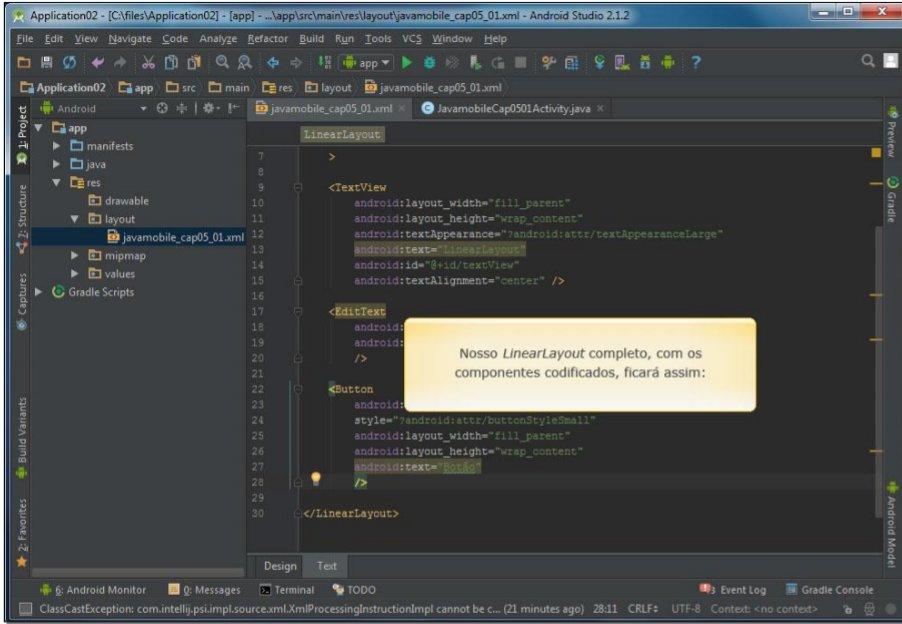 Application02 - [C:\files\Application02] - [app] - ...\app\src\main\res\layout\javamobile_cap05_01.xml - Android Studio 2.1.2
File Edit View Navigate Code Analyze Refactor Build Run Tools VCS Window Help
app
Application02 app src main res layout javamobile_cap05_01.xml
Android
javamobile_cap05_01.xml × JavamobileCap0501Activity.java ×
1: Project
Preview
app
LinearLayout
manifests
7 >
java
8
res
9 <TextView
Gradle
drawable
10 android:layout_width="fill_parent"
7: Structure
layout
11 android:layout_height="wrap_content"
javamobile_cap05_01.xml
12 android:textAppearance="?android:attr/textAppearanceLarge"
13 android:text="LinearLayout"
mipmap
14 android:id="@+id/textView"
values
15 android:textAlignment="center" />
Captures
Gradle Scripts
16
17 <EditText
18 android:
19 android:
20 />
Nosso LinearLayout completo, com os
componentes codificados, ficará assim:
21
22 <Button
23 android:
24 style="?android:attr/buttonStyleSmall"
Build Variants
25 android:layout_width="fill_parent"
26 android:layout_height="wrap_content"
27 android:text="Botão"
28 />
29
30 </LinearLayout>
2: Favorites
Android Model
Design Text
6: Android Monitor 0: Messages Terminal TODO 3 Event Log Gradle Console
ClassCastException: com.intellij.psi.impl.source.xml.XmlProcessingInstructionImpl cannot be c... (21 minutes ago) 28:11 CRLF÷ UTF-8 Context: <no context>